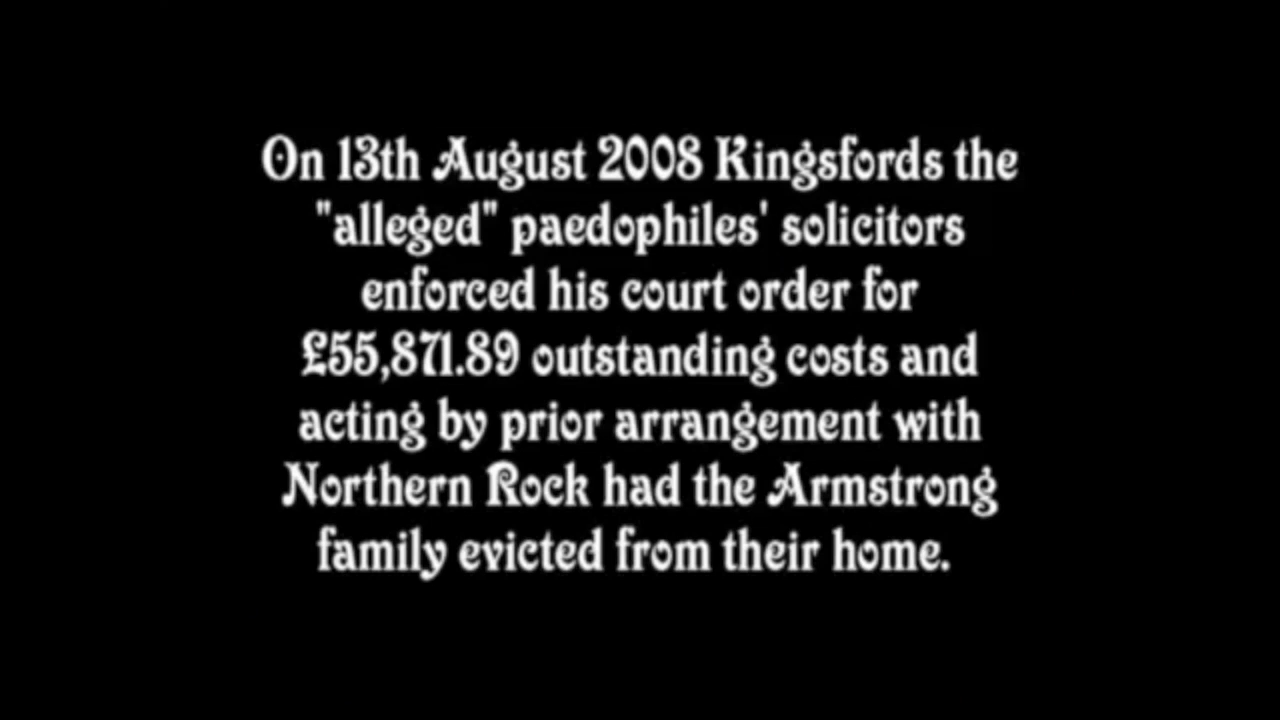 On 13th August 2008 Kingsfords the
"alleged" paedophiles' solicitors
enforced his court order for
£55,871.89 outstanding costs and
acting by prior arrangement with
Northern Rock had the Armstrong
family evicted from their home.